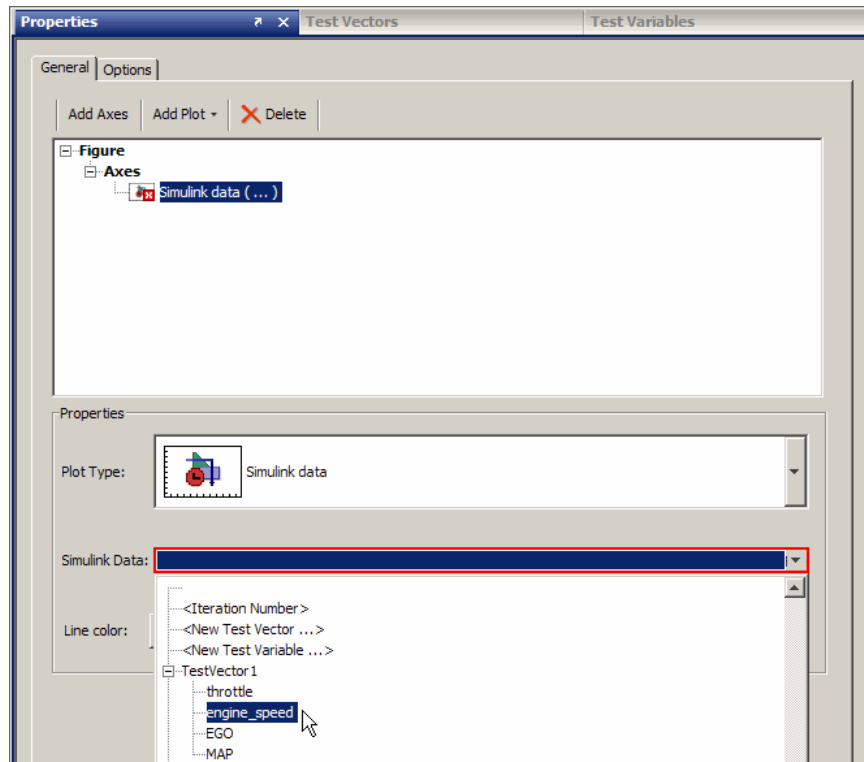 Properties Test Vectors Test Variables
General Options
Add Axes Add Plot Delete
Figure
Axes
Simulink data ( ... )
Properties
Plot Type: Simulink data
Simulink Data:
<Iteration Number>
<New Test Vector ...>
Line color: <New Test Variable ...>
TestVector1
throttle
engine_speed
EGO
MAP